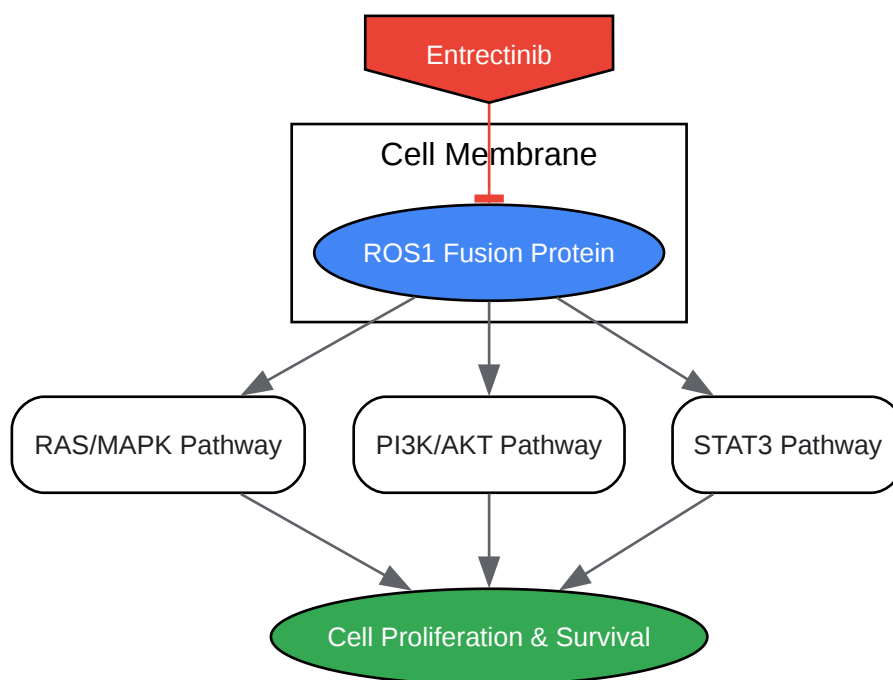 Entrectinib
Cell Membrane
ROS1 Fusion Protein
RAS/MAPK Pathway
PI3K/AKT Pathway
STAT3 Pathway
Cell Proliferation & Survival